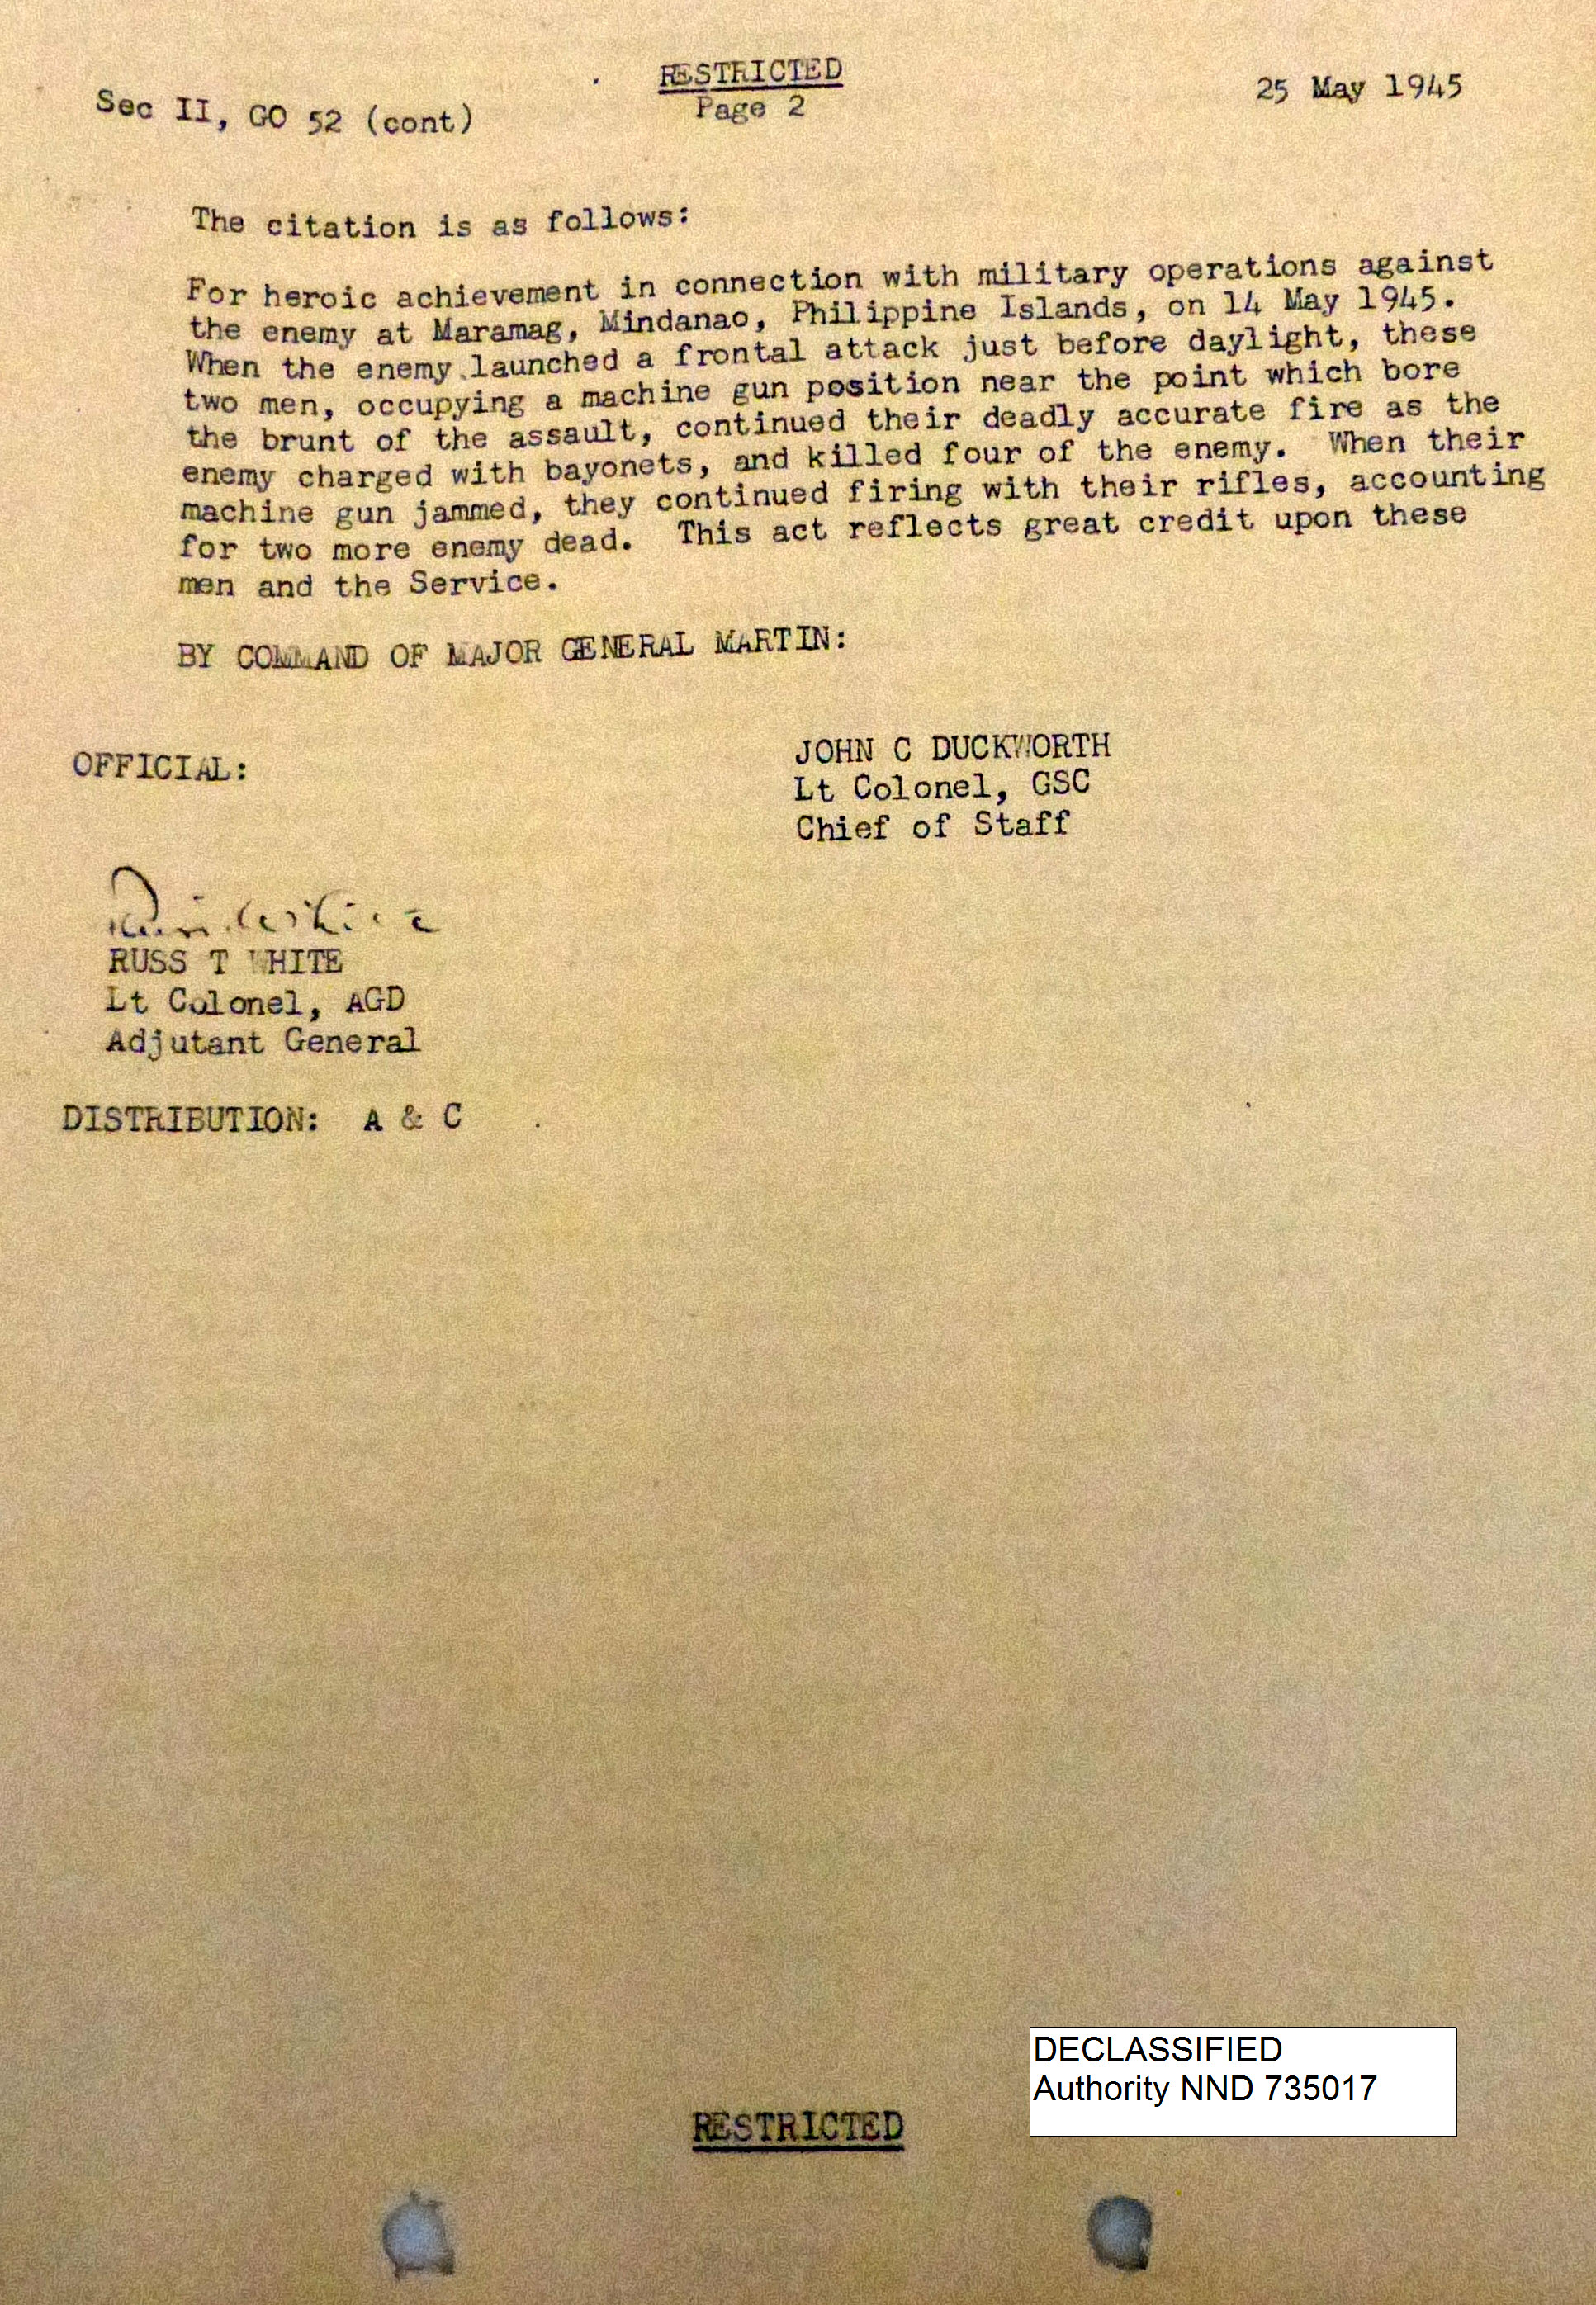 RESTRICTED
Sec II, GO 52 (cont)
Page 2
25 May 1945
The citation is as follows:
For heroic achievement in connection with military operations against
the enemy at Maramag, Mindanao, Philippine Islands, on 14 May 1945.
When the enemy launched a frontal attack just before daylight, these
two men, occupying a machine gun position near the point which bore
the brunt of the assault, continued their deadly accurate fire as the
enemy charged with bayonets, and killed four of the enemy. When their
machine gun jammed, they continued firing with their rifles, accounting
for two more enemy dead. This act reflects great credit upon these
men and the Service.
BY COMMAND OF MAJOR GENERAL MARTIN:
OFFICIAL:
JOHN C DUCKWORTH
Lt Colonel, GSC
Chief of Staff
RUSS T WHITE
Lt Colonel, AGD
Adjutant General
DISTRIBUTION: A & C
DECLASSIFIED
Authority NND 735017
RESTRICTED